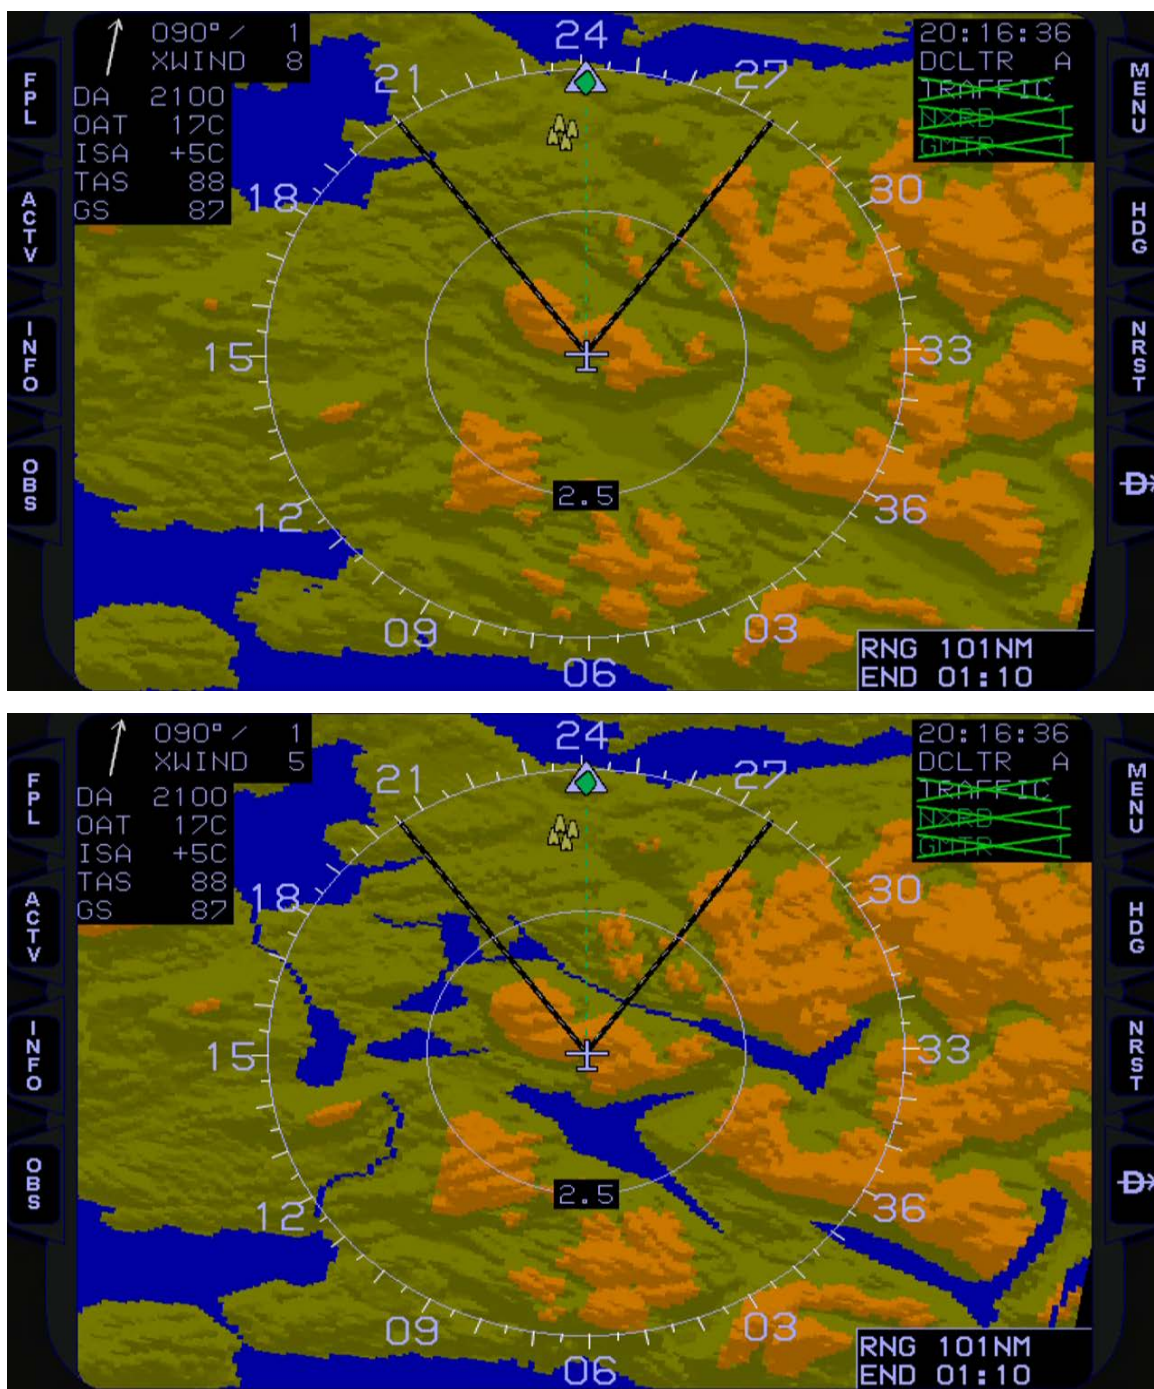 24
21
27
090°/ 1
XWIND 8
DA 2100
OAT 17C
ISA +5C
TAS 88
GS 87
20:16:36
DCLTR A
TRAFFIC
NXRD I
GMTR I
FPL
ACTV
INFO
OBS
MENU
HDG
NRST
D
18
30
15
33
12
36
2.5
09
03
06
RNG 101NM
END 01:10
24
21
27
090°/ 1
XWIND 5
DA 2100
OAT 17C
ISA +5C
TAS 88
GS 87
20:16:36
DCLTR A
TRAFFIC
NXRD I
GMTR I
FPL
ACTV
INFO
OBS
MENU
HDG
NRST
D
18
30
15
33
12
36
2.5
09
03
06
RNG 101NM
END 01:10